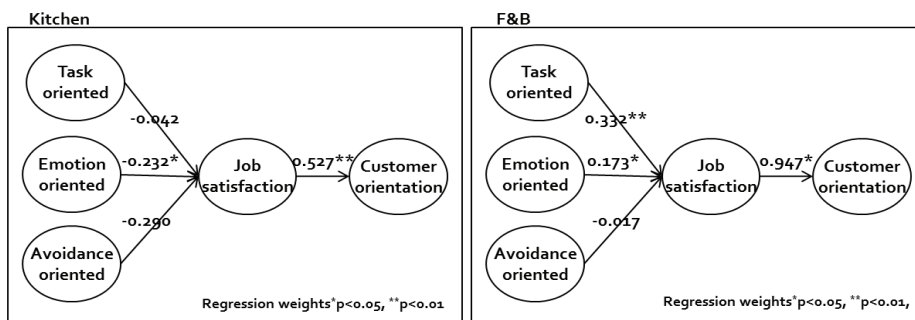 Kitchen
Task
oriented
-0.042
Emotion
oriented
-0.232*
Job
satisfaction
0.527**
Customer
orientation
-0.290
Avoidance
oriented
Regression weights*p<0.05, **p<0.01
F&B
Task
oriented
0.332**
Emotion
oriented
0.173*
Job
satisfaction
0.947*
Customer
orientation
-0.017
Avoidance
oriented
Regression weights*p<0.05, **p<0.01,